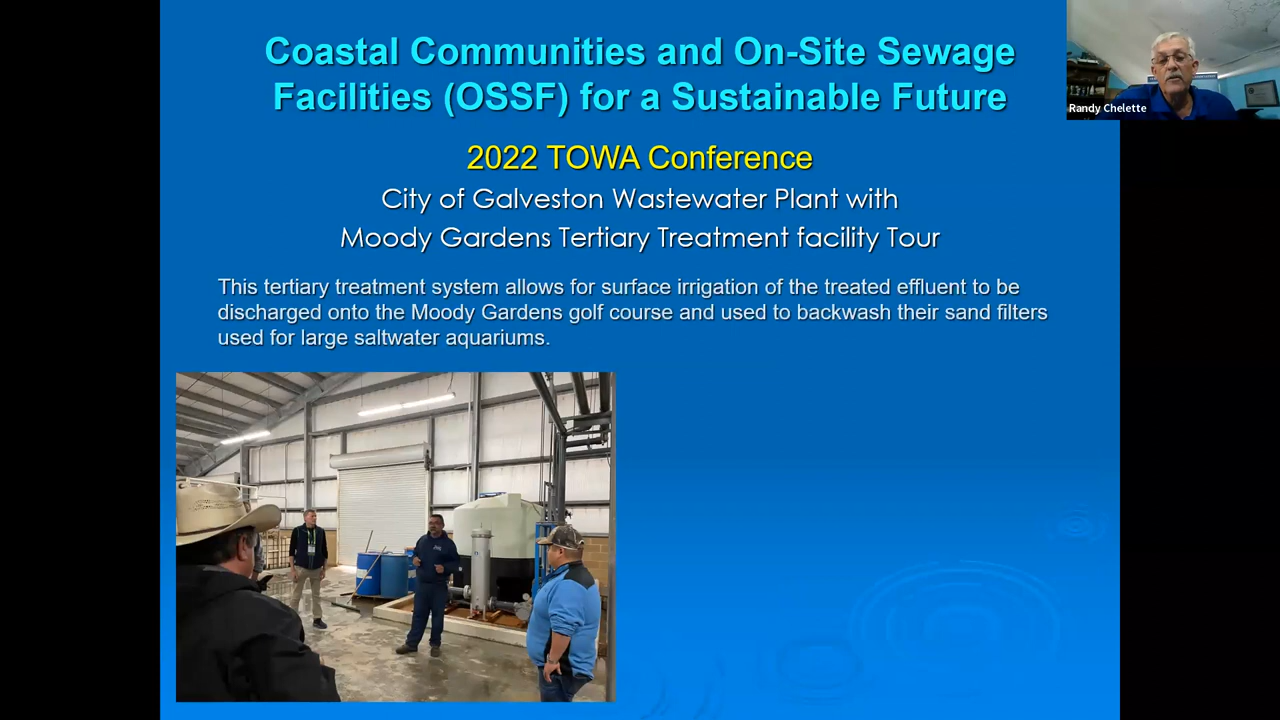 Coastal Communities and On-Site Sewage
Facilities (OSSF) for a Sustainable Future
Randy Chelette
2022 TOWA Conference
City of Galveston Wastewater Plant with
Moody Gardens Tertiary Treatment facility Tour
This tertiary treatment system allows for surface irrigation of the treated effluent to be
discharged onto the Moody Gardens golf course and used to backwash their sand filters
used for large saltwater aquariums.